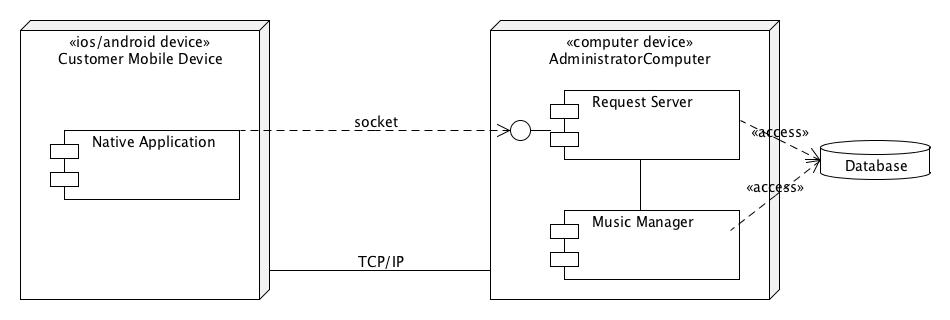 «ios/android device»
Customer Mobile Device
Native Application
socket
TCP/IP
«computer device»
AdministratorComputer
Request Server
Music Manager
«access»
«access»
Database